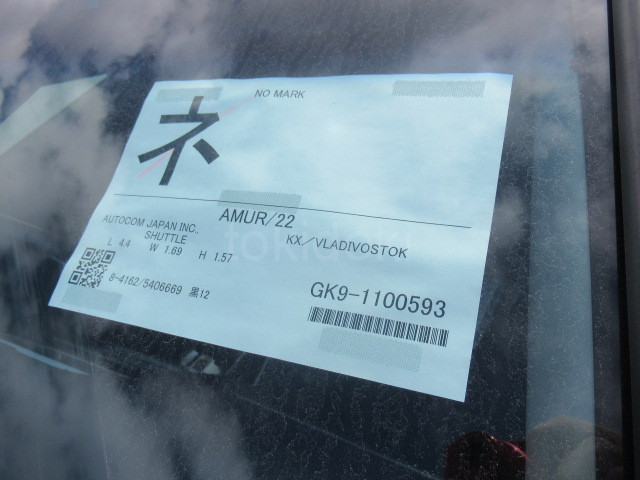 NO MARK
ネ
AMUR/22
AUTOCOM JAPAN INC.,
SHUTTLE
KX／VLADIVOSTOK
L 4.4 W 1.69 H 1.57
8-4162/5406669 黒12
GK9-1100593